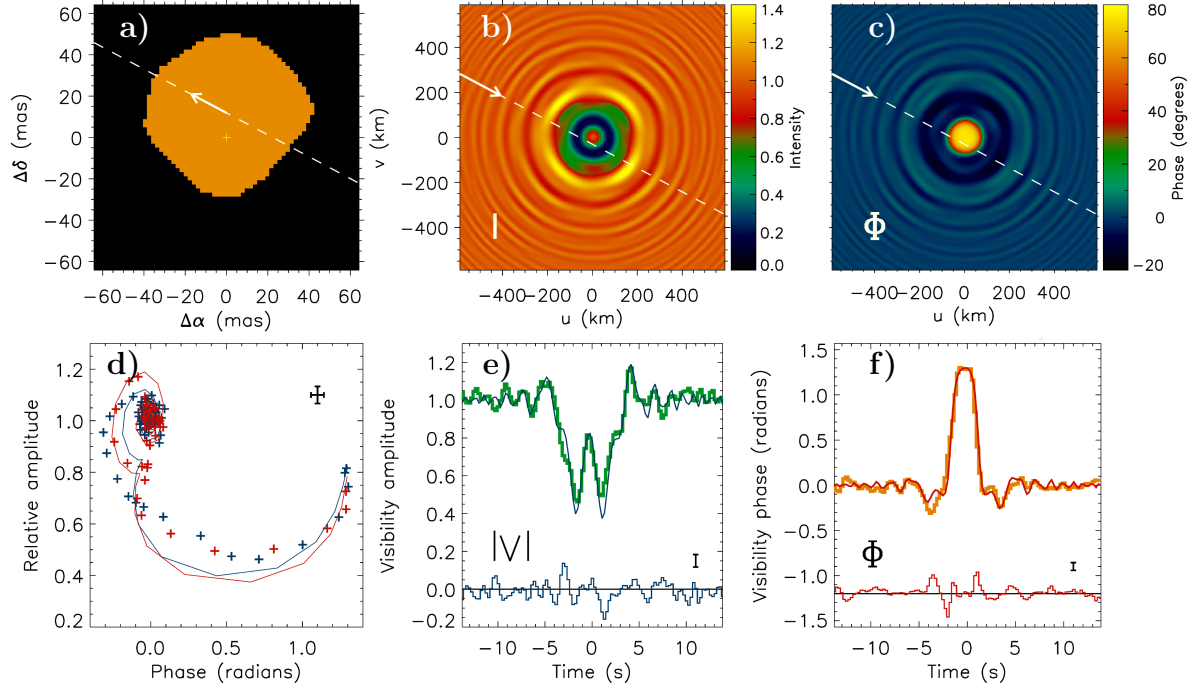 a)
60
40
20
0
−20
−40
−60
Δδ (mas)
−60 −40 −20 0 20 40 60
Δα (mas)
b)
600
400
200
0
−200
−400
v (km)
I
−400 −200 0 200 400
u (km)
1.4
1.2
1.0
0.8
0.6
0.4
0.2
0.0
Intensity
c)
Φ
−400 −200 0 200 400
u (km)
80
60
40
20
0
−20
Phase (degrees)
d)
1.2
1.0
0.8
0.6
0.4
0.2
Relative amplitude
0.0 1.0
Phase (radians)
e)
1.2
1.0
0.8
0.6
0.4
0.2
0.0
−0.2
Visibility amplitude
|V|
−10 −5 0 5 10
Time (s)
f)
1.5
1.0
0.5
0.0
−0.5
−1.0
−1.5
Visibility phase (radians)
Φ
−10 −5 0 5 10
Time (s)